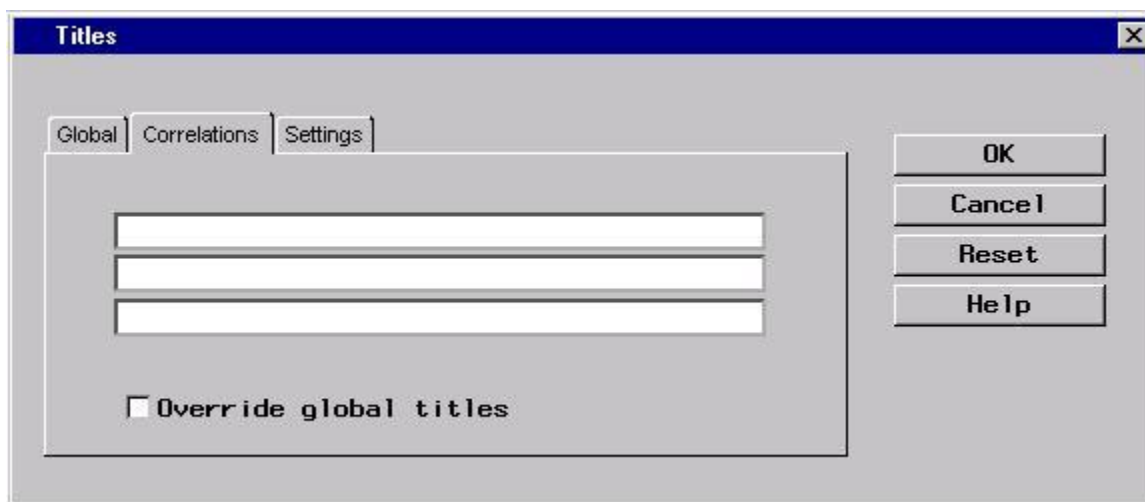 Titles
Global Correlations Settings
OK
Cancel
Reset
Help
Override global titles